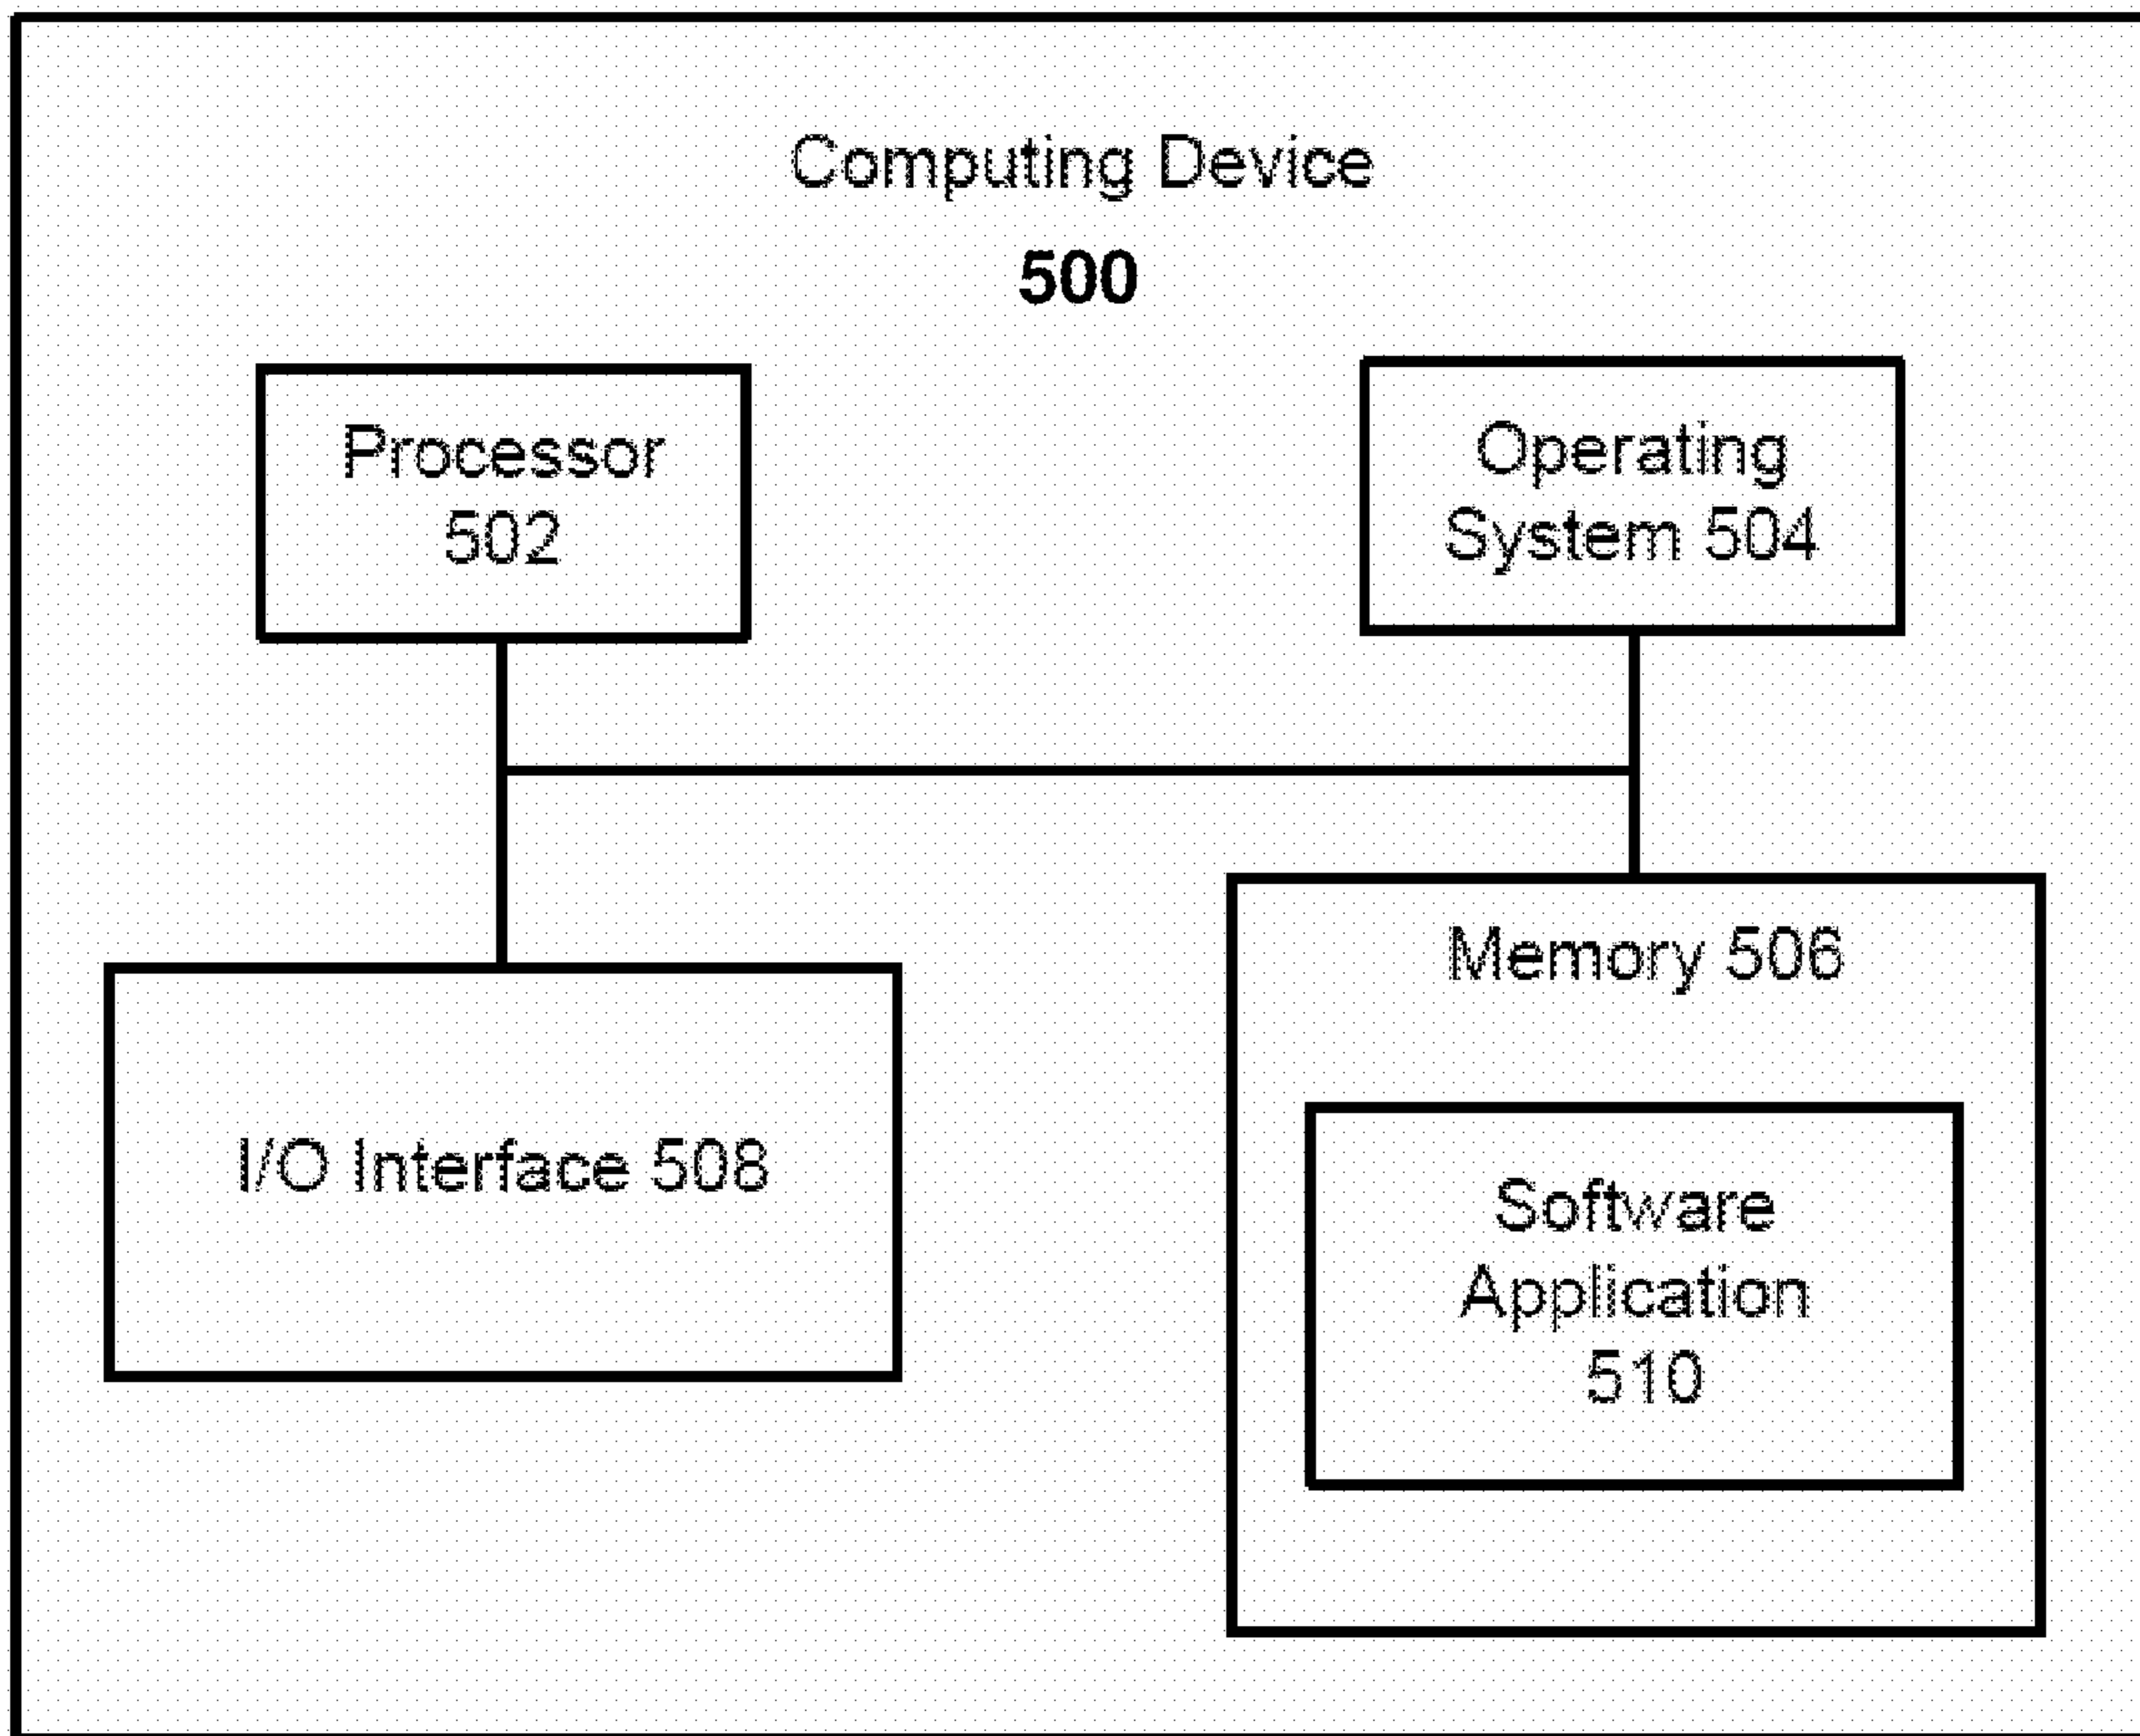 Computing Device
500
Processor
502
Operating
System 504
I/O Interface 508
Memory 506
Software
Application
510